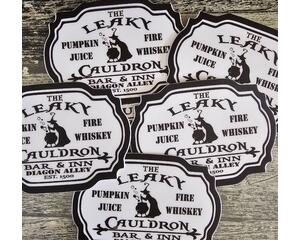 THE
LEAKY
PUMPKIN JUICE
FIRE WHISKEY
CAULDRON
THE
LEAKY
PUMPKIN JUICE
FIRE WHISKEY
CAULDRON
BAR & INN
DIAGON ALLEY
EST. 1500
THE
LEAKY
PUMPKIN JUICE
FIRE WHISKEY
CAULDRON
BAR & INN
DIAGON ALLEY
EST. 1500
THE
LEAKY
PUMPKIN JUICE
FIRE WHISKEY
CAULDRON
BAR & INN
THE
LEAKY
PUMPKIN JUICE
FIRE WHISKEY
CAULDRON
BAR & INN
DIAGON ALLEY